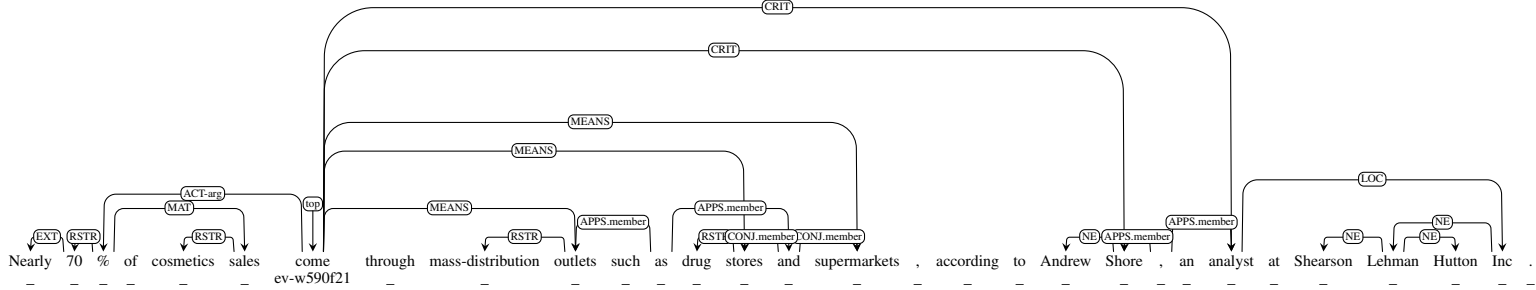 CRIT
CRIT
MEANS
MEANS
LOC
ACT-arg
top MAT MEANS APPS.member APPS.member APPS.member NE
EXT RSTR RSTR RSTR CONJ.member CONJ.member NE APPS.member NE NE
Nearly 70 % of cosmetics sales come through mass-distribution outlets such as drug stores and supermarkets , according to Andrew Shore , an analyst at Shearson Lehman Hutton Inc .
_ _ _ _ _ _ ev-w590f21 _ _ _ _ _ _ _ _ _ _ _ _ _ _ _ _ _ _ _ _ _ _ _